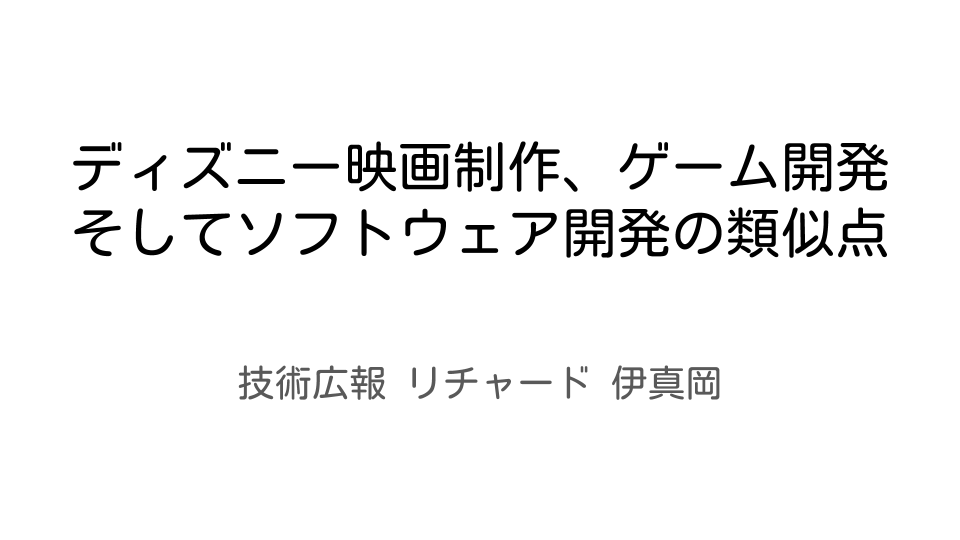 ディズニー映画制作、ゲーム開発
そしてソフトウェア開発の類似点
技術広報 リチャード 伊真岡